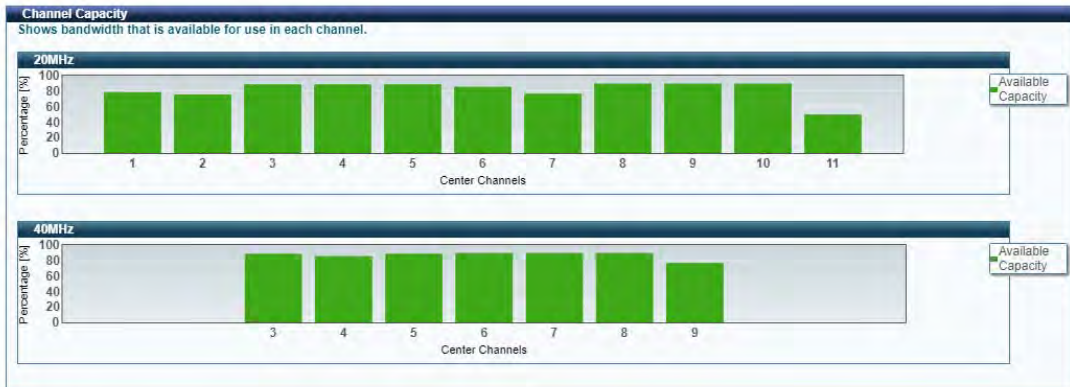 Channel Capacity
Shows bandwidth that is available for use in each channel.
20MHz
Percentage [%]
100
80
60
40
20
0
1 2 3 4 5 6 7 8 9 10 11
Center Channels
Available
Capacity
40MHz
Percentage [%]
100
80
60
40
20
0
3 4 5 6 7 8 9
Center Channels
Available
Capacity